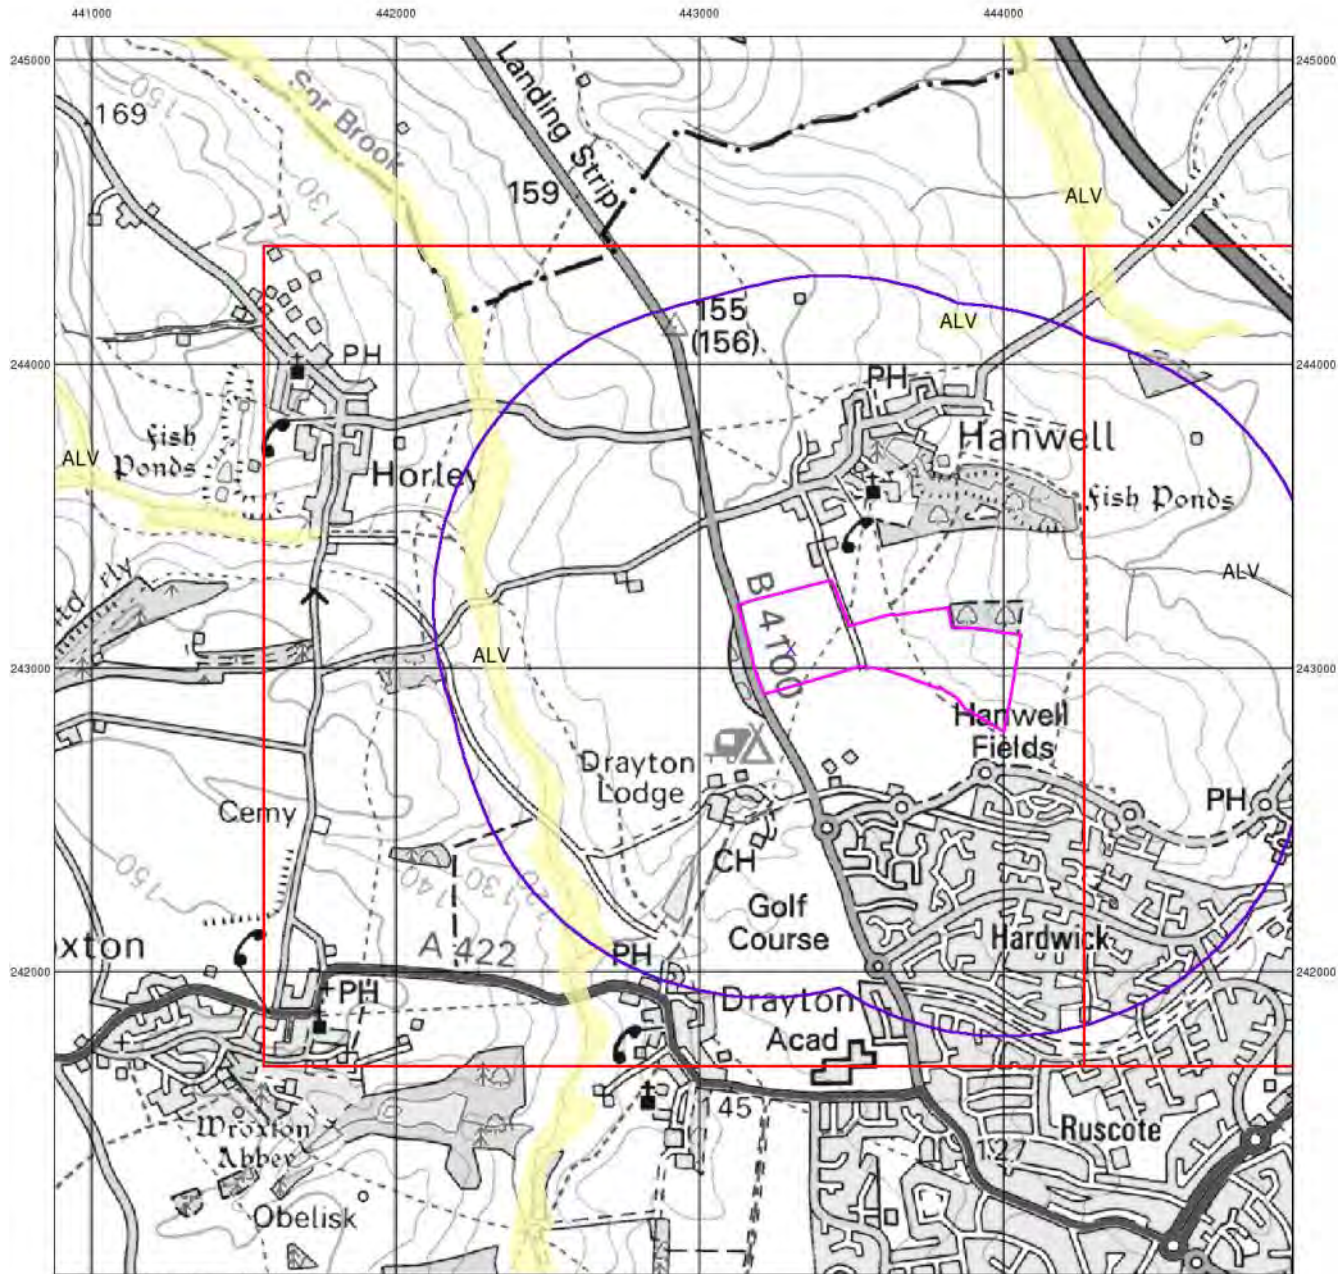 441000 442000 443000 444000
245000 245000
Landing Strip
Sor Brook
150
169
130
159
ALV
155
(156)
ALV
244000 244000
PH
PH
Hanwell
Fish
Ponds
ALV
Horley
Fish Ponds
rly
ALV
B 4100
243000 243000
ALV
Hanwell
Fields
Drayton
Lodge
Cemy
PH
CH
150
140
130
Golf
Course
Hardwick
oxton
A 422
PH
242000 242000
PH
Drayton
Acad
145
127
Wroxton
Abbey
Ruscote
Obelisk